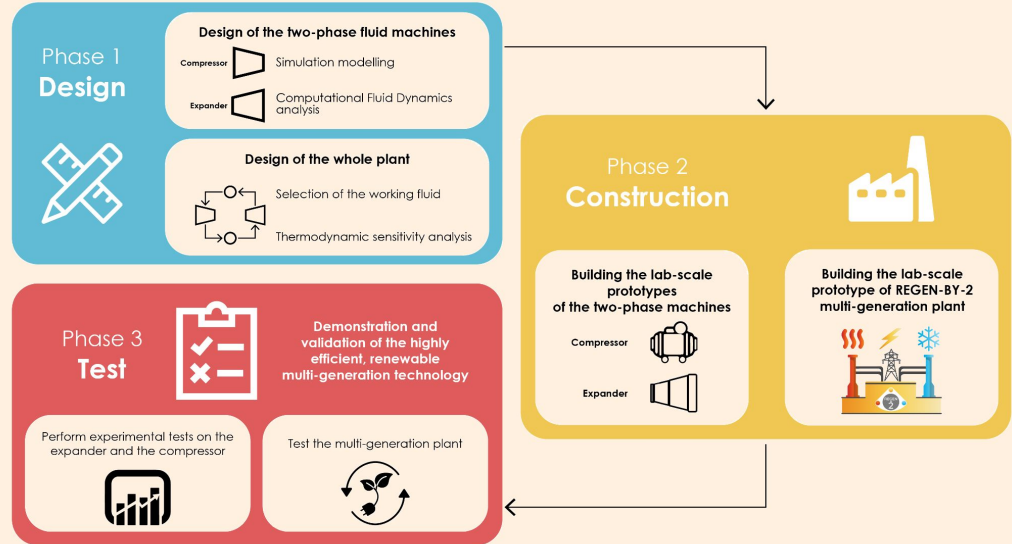 Phase 1
Design
Design of the two-phase fluid machines
Compressor
Simulation modelling
Expander
Computational Fluid Dynamics
analysis
Design of the whole plant
Selection of the working fluid
Thermodynamic sensitivity analysis
Phase 2
Construction
Building the lab-scale
prototypes
of the two-phase machines
Compressor
Expander
Building the lab-scale
prototype of REGEN-BY-2
multi-generation plant
REGEN
2
Phase 3
Test
Demonstration and
validation of the highly
efficient, renewable
multi-generation technology
Perform experimental tests on the
expander and the compressor
Test the multi-generation plant